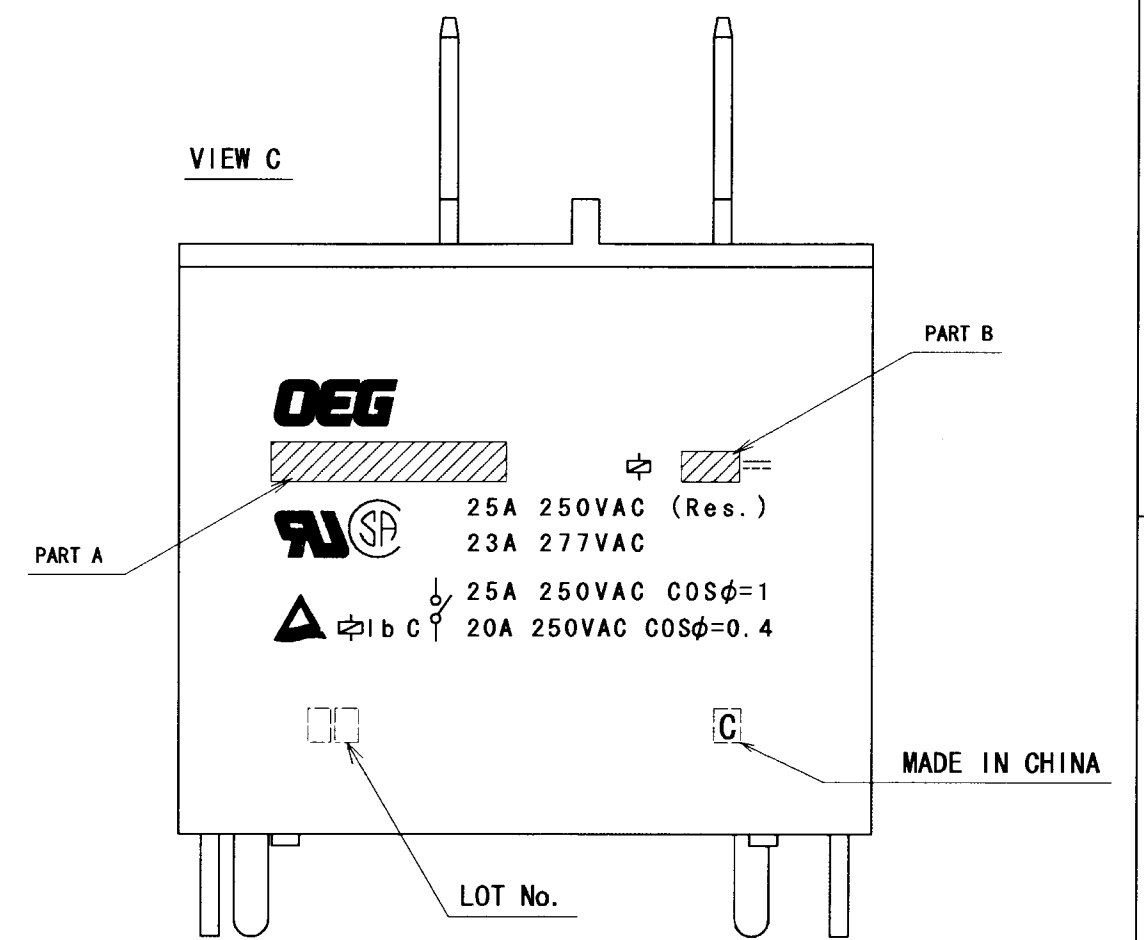 VIEW C
PART B
OEG
25A 250VAC (Res.)
23A 277VAC
PART A
25A 250VAC COSφ=1
Ib C 20A 250VAC COSφ=0.4
C
MADE IN CHINA
LOT No.